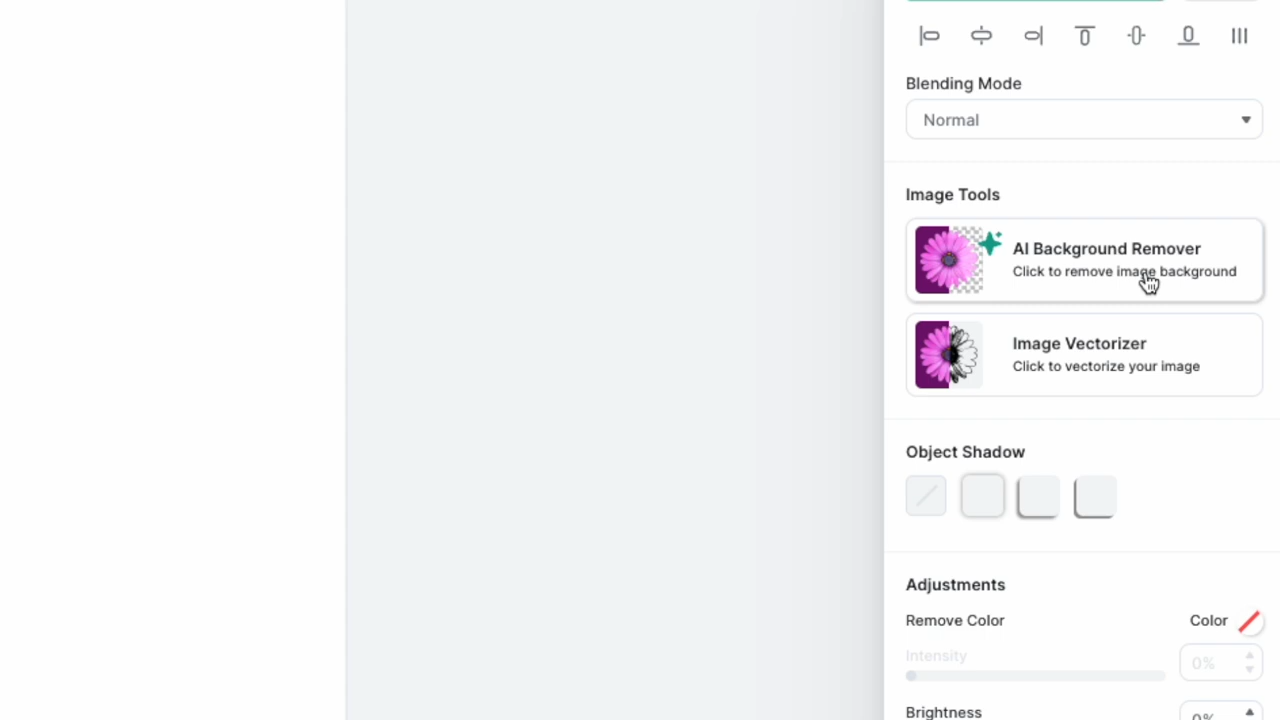 Blending Mode
Normal
Image Tools
AI Background Remover
Click to remove image background
Image Vectorizer
Click to vectorize your image
Object Shadow
Adjustments
Remove Color
Color
Intensity
0%
Brightness
0%